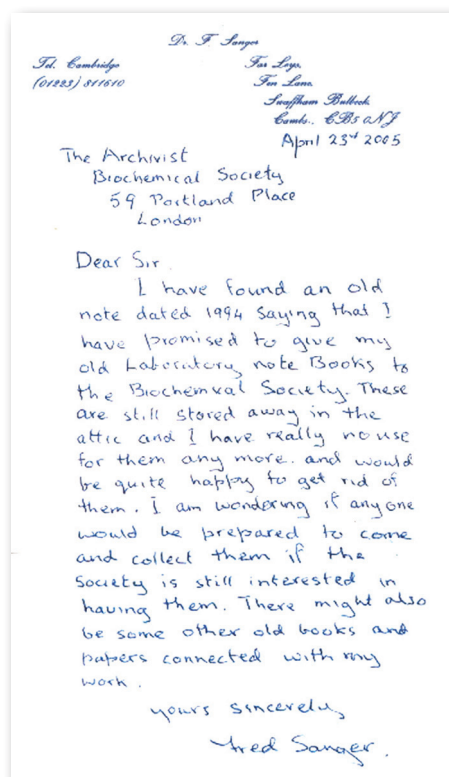 Dr. F. Sanger
Tel. Cambridge
(01223) 811610
Far Leys,
Fen Lane,
Swaffham Bulbeck,
Cambs., CB5 0NJ
April 23rd 2005
The Archivist
Biochemical Society
59 Portland Place
London
Dear Sir.
I have found an old
note dated 1994 saying that I
have promised to give my
old Laboratory note Books to
the Biochemical Society. These
are still stored away in the
attic and I have really no use
for them any more. and would
be quite happy to get rid of
them. I am wondering if anyone
would be prepared to come
and collect them if the
Society is still interested in
having them. There might also
be some other old books and
papers connected with my
work.
yours sincerely,
Fred Sanger.